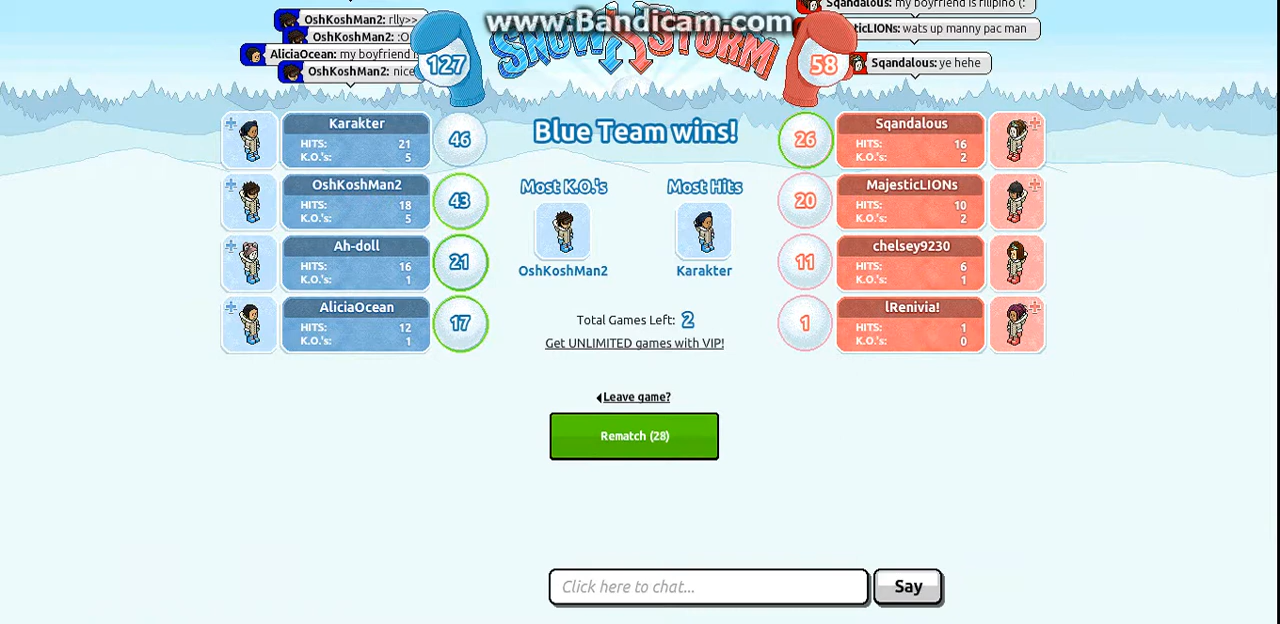 www.Bandicam.com
OshKoshMan2: rlly>>
OshKoshMan2: :O
AliciaOcean: my boyfriend
OshKoshMan2: nice
Sqandalous: my boyfriend is filipino (:
ticLIONs: wats up manny pac man
Sqandalous: ye hehe
SNOW STORM
127
58
Blue Team wins!
Karakter
HITS: 21
K.O.'s: 5
46
OshKoshMan2
HITS: 18
K.O.'s: 5
43
Ah-doll
HITS: 16
K.O.'s: 1
21
AliciaOcean
HITS: 12
K.O.'s: 1
17
Most K.O.'s
OshKoshMan2
Most Hits
Karakter
Total Games Left: 2
Get UNLIMITED games with VIP!
26
Sqandalous
HITS: 16
K.O.'s: 2
20
MajesticLIONs
HITS: 10
K.O.'s: 2
11
chelsey9230
HITS: 6
K.O.'s: 1
1
lRenivia!
HITS: 1
K.O.'s: 0
Leave game?
Rematch (28)
Click here to chat...
Say